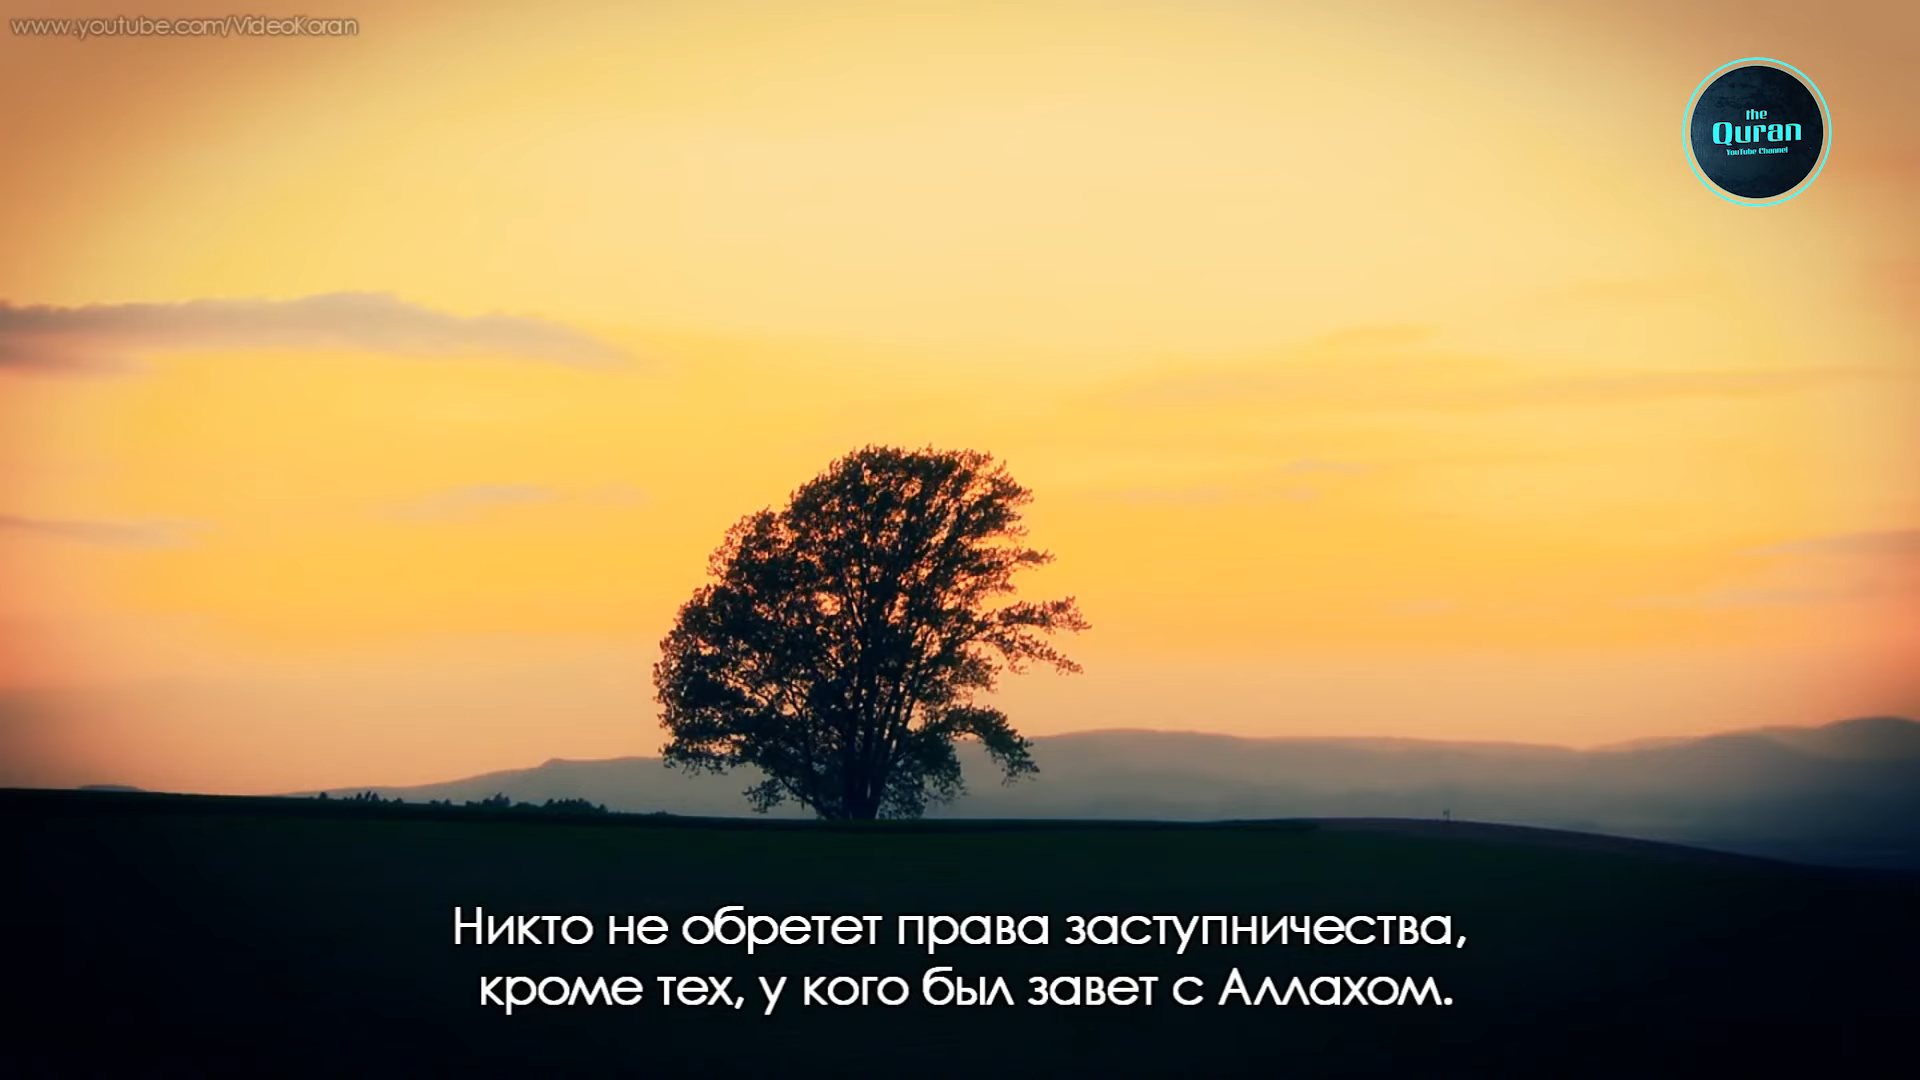 www.youtube.com/VideoKoran
the
Quran
YouTube Channel
Никто не обретет права заступничества,
кроме тех, у кого был завет с Аллахом.